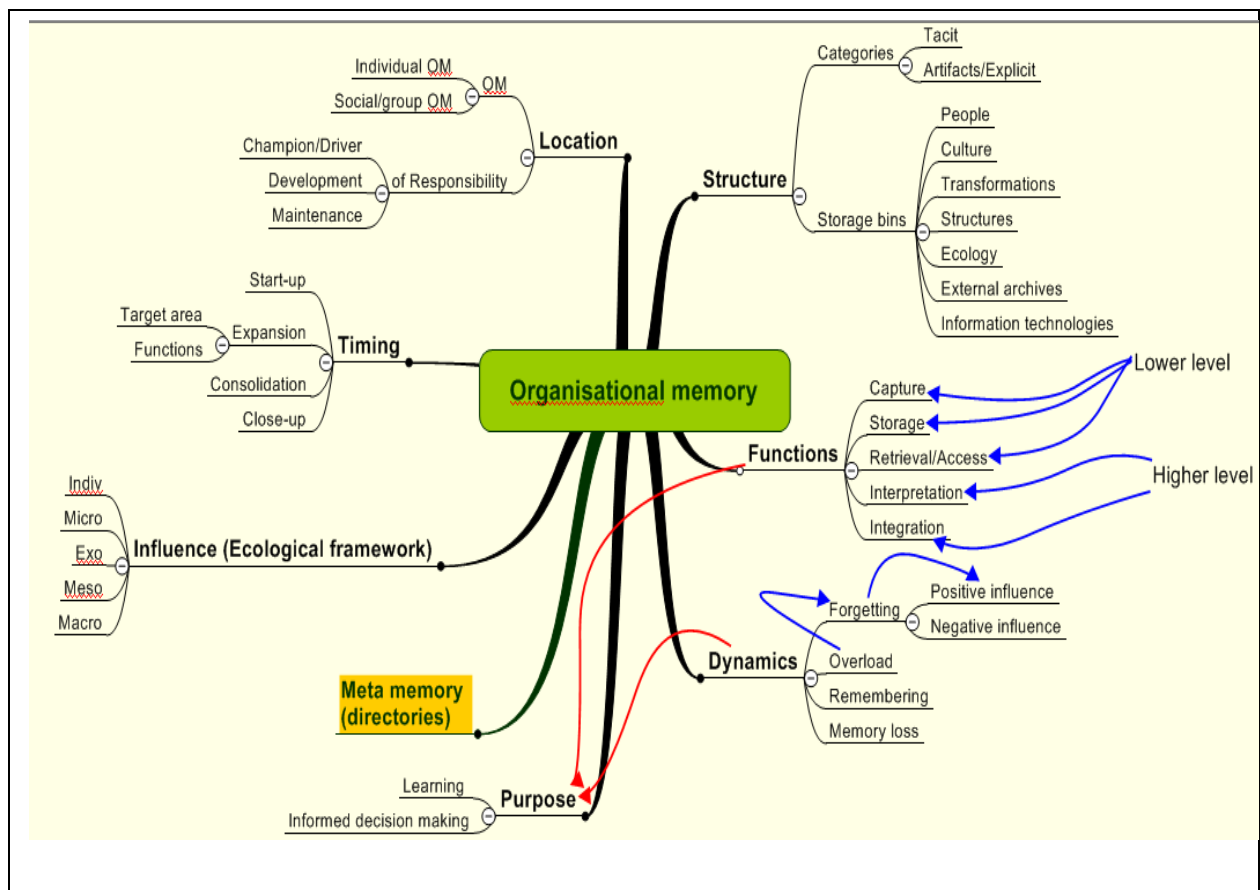 Organisational memory
Location
OM
Individual OM
Social/group OM
of Responsibility
Champion/Driver
Development
Maintenance
Timing
Start-up
Expansion
Target area
Functions
Consolidation
Close-up
Influence (Ecological framework)
Indiv
Micro
Exo
Meso
Macro
Meta memory
(directories)
Purpose
Learning
Informed decision making
Structure
Categories
Tacit
Artifacts/Explicit
Storage bins
People
Culture
Transformations
Structures
Ecology
External archives
Information technologies
Functions
Capture
Storage
Retrieval/Access
Interpretation
Integration
Lower level
Higher level
Dynamics
Forgetting
Positive influence
Negative influence
Overload
Remembering
Memory loss